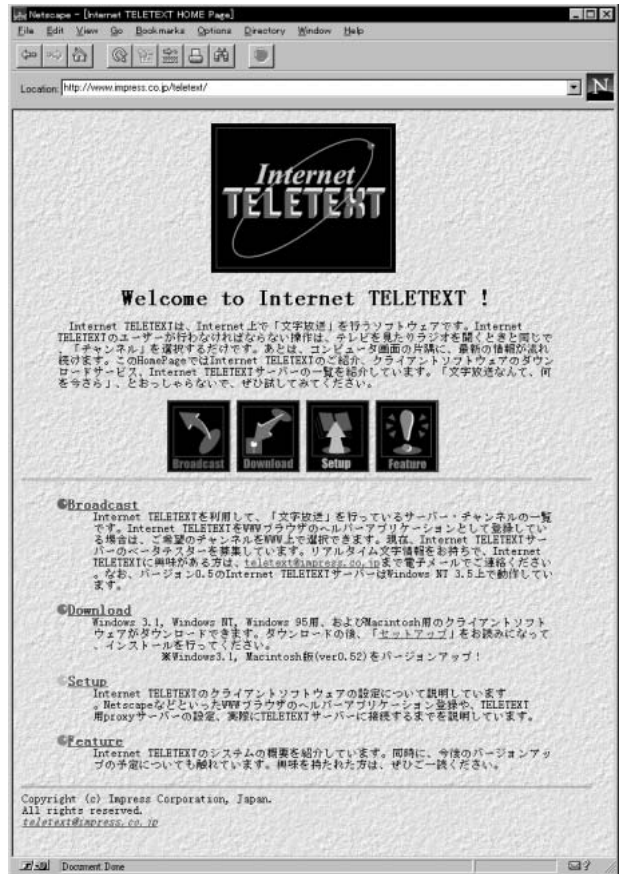 Netscape - [Internet TELETEXT HOME Page]
File Edit View Go Bookmarks Options Directory Window Help
Location: http://www.impress.co.jp/teletext/
N
Internet
TELETEXT
Welcome to Internet TELETEXT !
Internet TELETEXTは、Internet上で「文字放送」を行うソフトウェアです。Internet
TELETEXTのユーザーが行わなければならない操作は、テレビを見たりラジオを聞くときと同じで
、「チャンネル」を選択するだけです。あとは、コンピュータ画面の片隅に、最新の情報が流れ
続けます。このHomePageではInternet TELETEXTのご紹介、クライアントソフトウェアのダウン
ロードサービス、Internet TELETEXTサーバーの一覧を紹介しています。「文字放送なんて、何
を今さら」、とおっしゃらないで、ぜひ試してみてください。
Broadcast Download Setup Feature
Broadcast
Internet TELETEXTを利用して、「文字放送」を行っているサーバー・チャンネルの一覧
です。Internet TELETEXTをWWWブラウザのヘルパーアプリケーションとして登録してい
る場合は、ご希望のチャンネルをWWW上で選択できます。現在、Internet TELETEXTサー
バーのベータテスターを募集しています。リアルタイム文字情報をお持ちで、Internet
TELETEXTに興味がある方は、teletext@impress.co.jpまで電子メールでご連絡ください
。なお、バージョン0.5のInternet TELETEXTサーバーはWindows NT 3.5上で動作してい
ます。
Download
Windows 3.1, Windows NT, Windows 95用、およびMacintosh用のクライアントソフト
ウェアがダウンロードできます。ダウンロードの後、「セットアップ」をお読みになって
、インストールを行ってください。
※Windows3.1, Macintosh版(ver0.52)をバージョンアップ！
Setup
Internet TELETEXTのクライアントソフトウェアの設定について説明しています
。NetscapeなどといったWWWブラウザのヘルパーアプリケーション登録や、TELETEXT
用proxyサーバーの設定、実際にTELETEXTサーバーに接続するまでを説明しています。
Feature
Internet TELETEXTのシステムの概要を紹介しています。同時に、今後のバージョンアッ
プの予定についても触れています。興味を持たれた方は、ぜひご一読ください。
Copyright (c) Impress Corporation, Japan.
All rights reserved.
teletext@impress.co.jp
Document Done